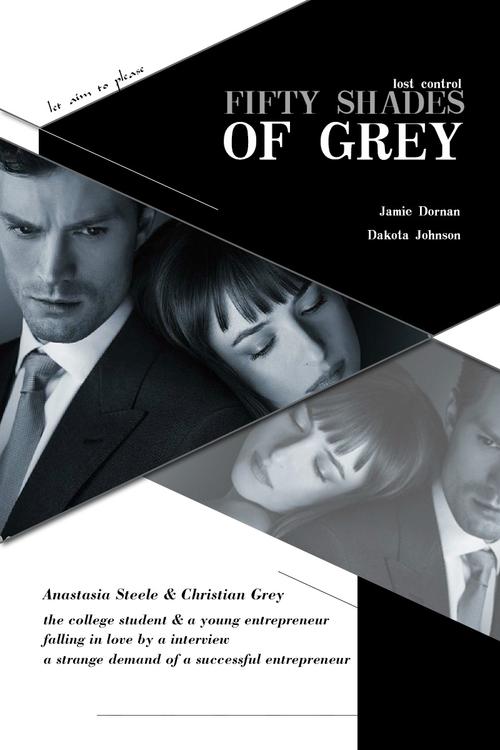 let aim to please
lost control
FIFTY SHADES
OF GREY
Jamie Dornan
Dakota Johnson
Anastasia Steele & Christian Grey
the college student & a young entrepreneur
falling in love by a interview
a strange demand of a successful entrepreneur